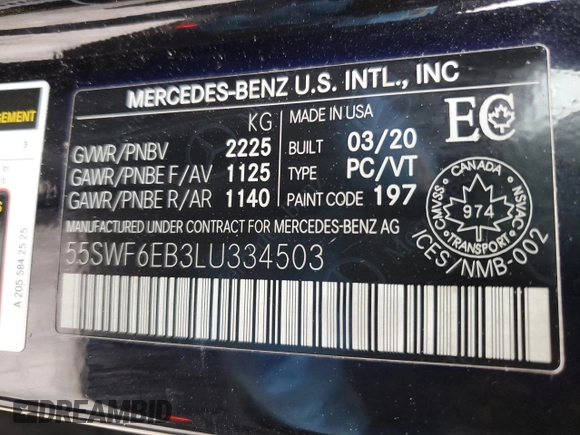 MERCEDES-BENZ U.S. INTL., INC
KG
MADE IN USA
EC
GVWR/PNBV 2225
BUILT 03/20
GAWR/PNBE F/AV 1125
TYPE PC/VT
GAWR/PNBE R/AR 1140
PAINT CODE 197
MANUFACTURED UNDER CONTRACT FOR MERCEDES-BENZ AG
55SWF6EB3LU334503
CANADA
CMVSS 974 NSVAC
TRANSPORT
ICES/NMB-002
GEMENT
3
A 205 584 25 25
DREAMBID